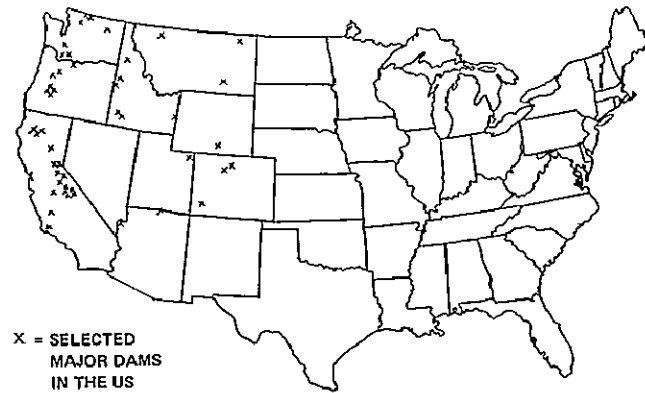 X = SELECTED
MAJOR DAMS
IN THE US